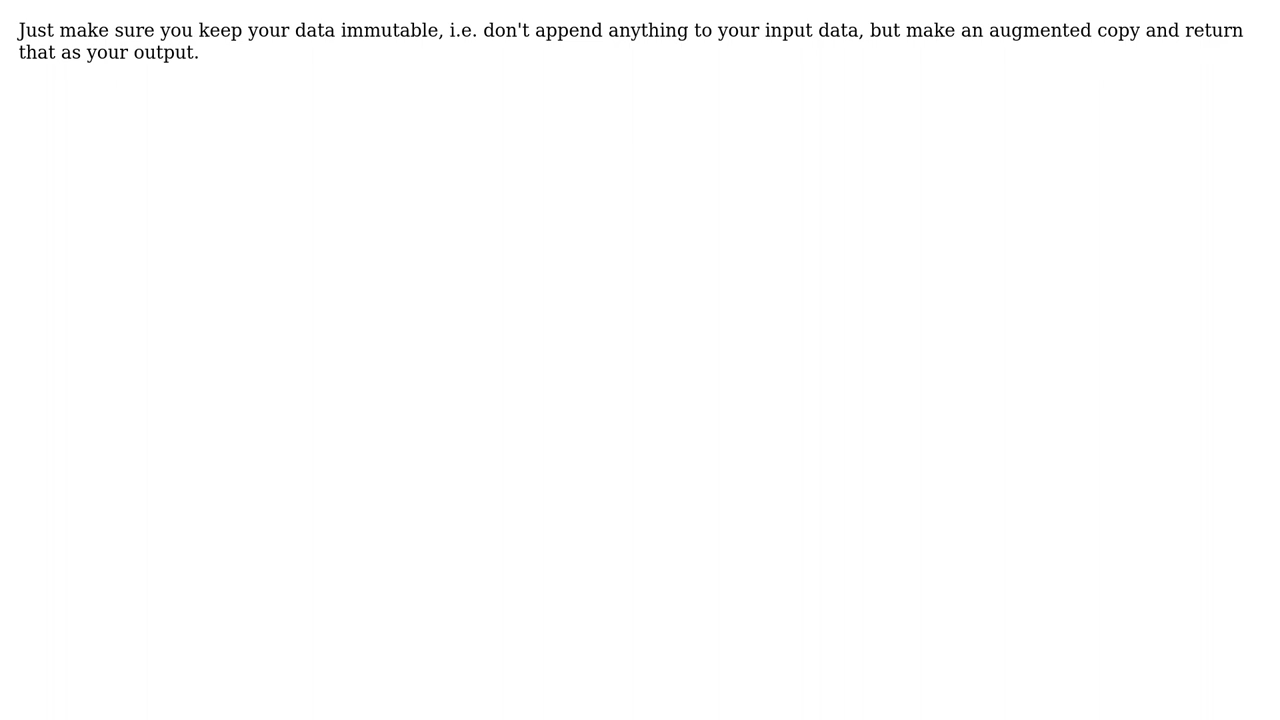 Just make sure you keep your data immutable, i.e. don't append anything to your input data, but make an augmented copy and return
that as your output.